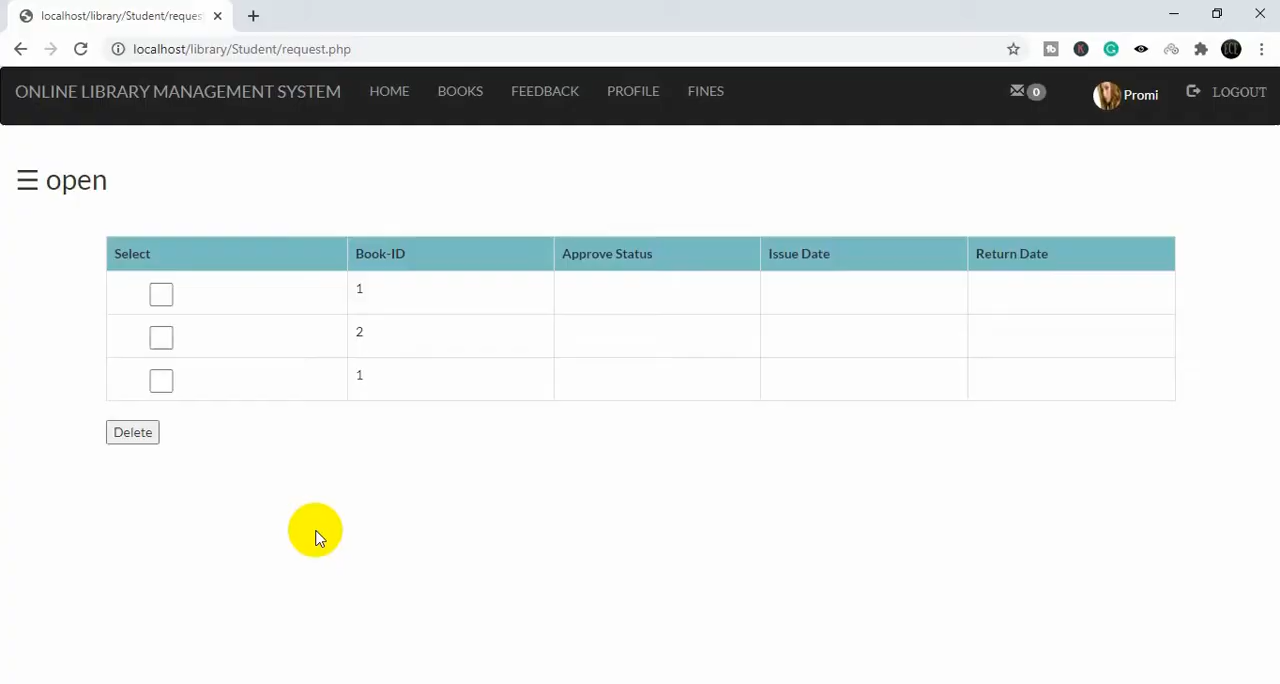 localhost/library/Student/reques
localhost/library/Student/request.php
ONLINE LIBRARY MANAGEMENT SYSTEM HOME BOOKS FEEDBACK PROFILE FINES 0 Promi LOGOUT
☰ open
Select Book-ID Approve Status Issue Date Return Date
1
2
1
Delete